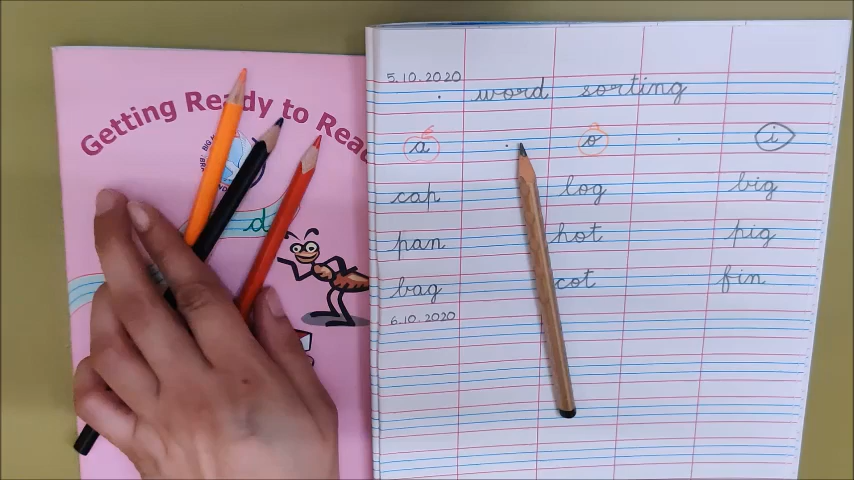 Getting Ready to Rea
d
5.10.2020
word sorting
a o i
cap log big
pan hot pig
bag cot fin
6.10.2020